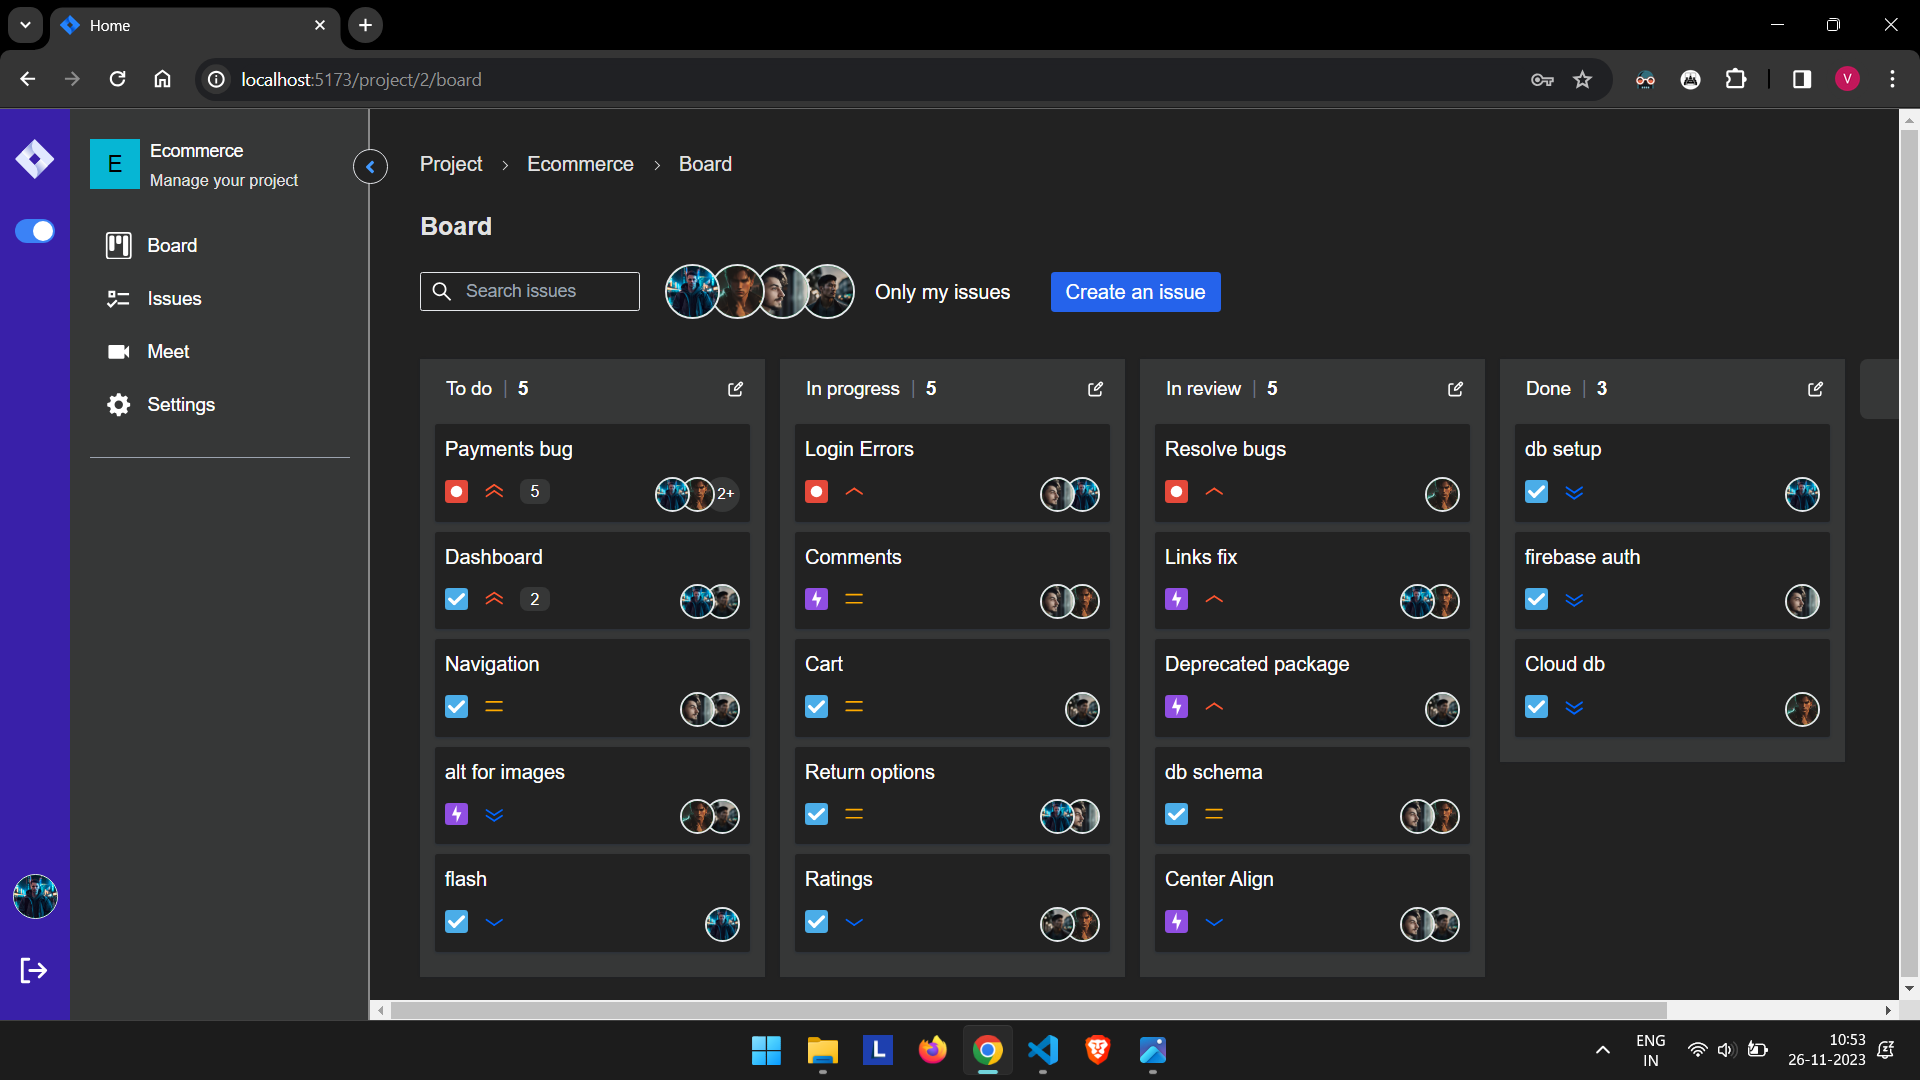 Home
localhost:5173/project/2/board
V
E
Ecommerce
Manage your project
Board
Issues
Meet
Settings
Project > Ecommerce > Board
Board
Search issues
Only my issues
Create an issue
To do | 5
Payments bug
5
2+
Dashboard
2
Navigation
alt for images
flash
In progress | 5
Login Errors
Comments
Cart
Return options
Ratings
In review | 5
Resolve bugs
Links fix
Deprecated package
db schema
Center Align
Done | 3
db setup
firebase auth
Cloud db
L
ENG
IN
10:53
26-11-2023